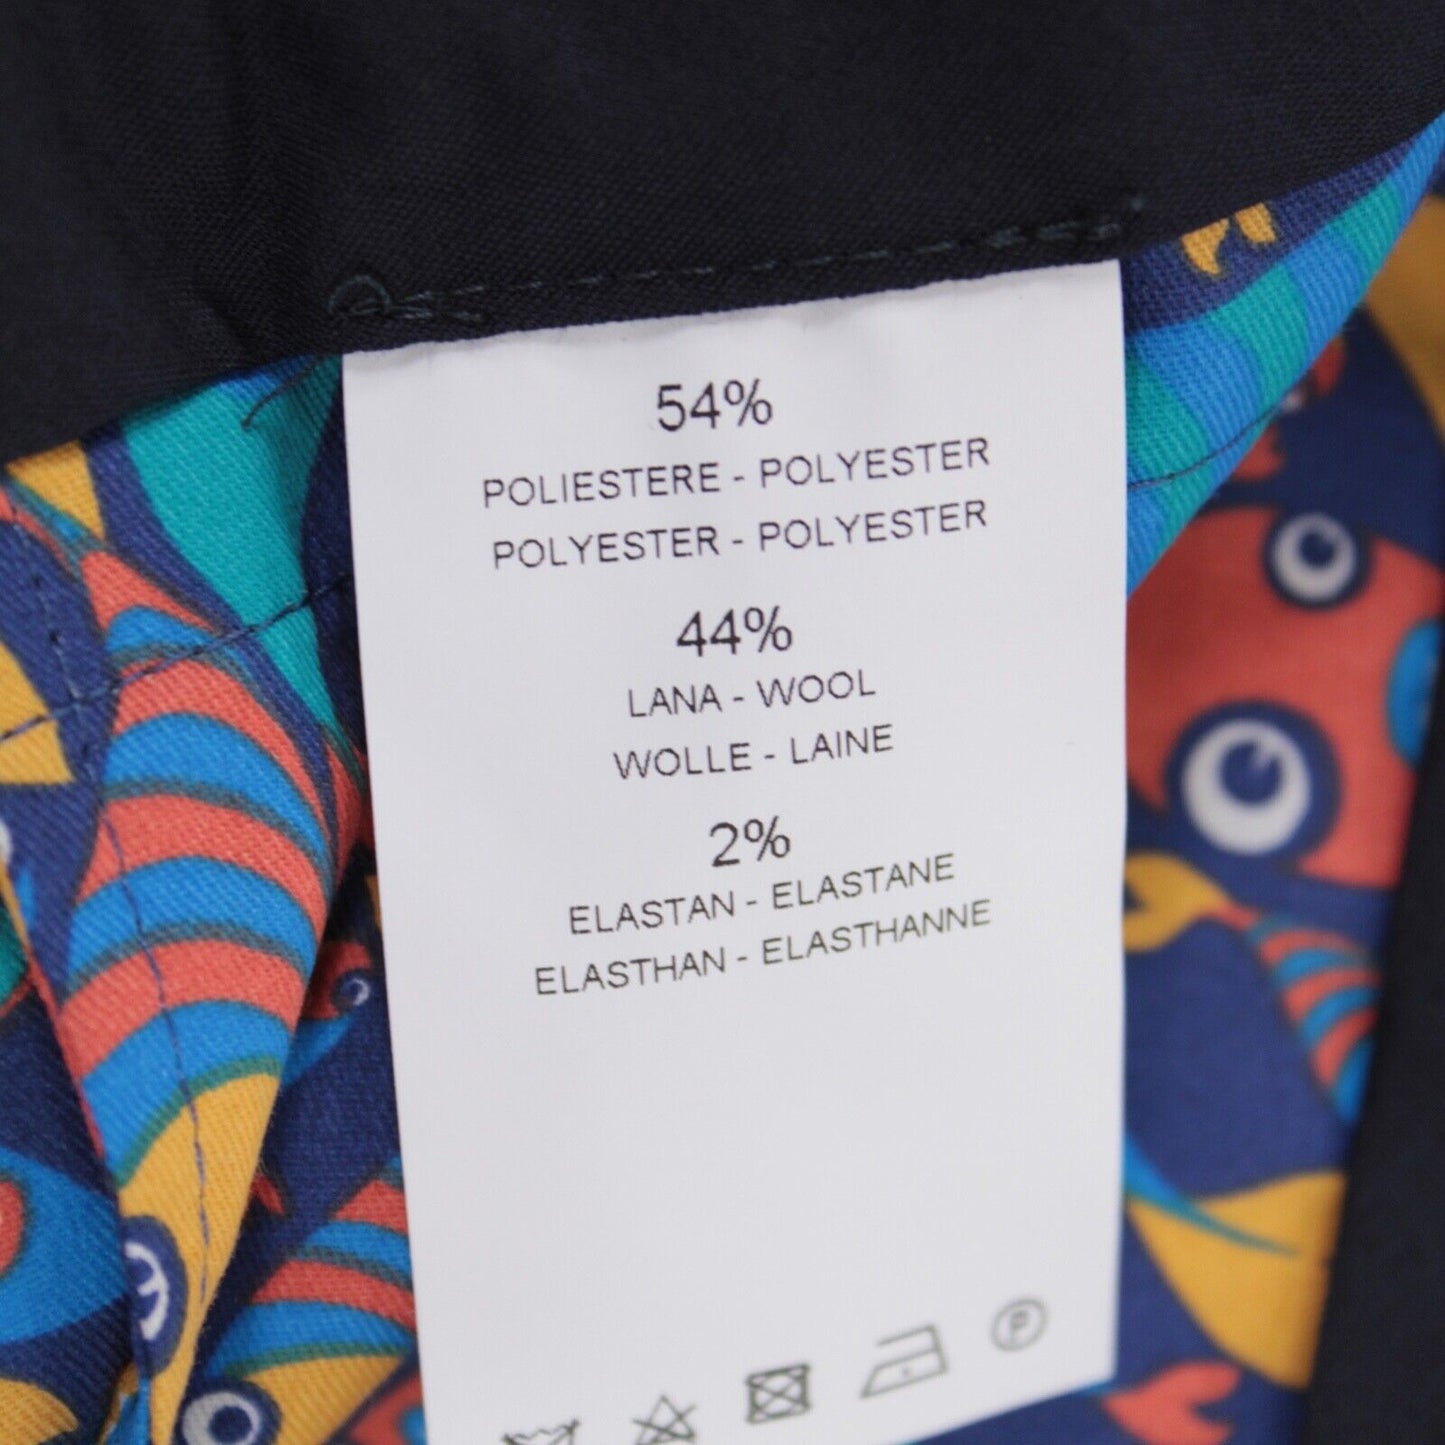 54%
POLIESTERE - POLYESTER
POLYESTER - POLYESTER
44%
LANA - WOOL
WOLLE - LAINE
2%
ELASTAN - ELASTANE
ELASTHAN - ELASTHANNE
P